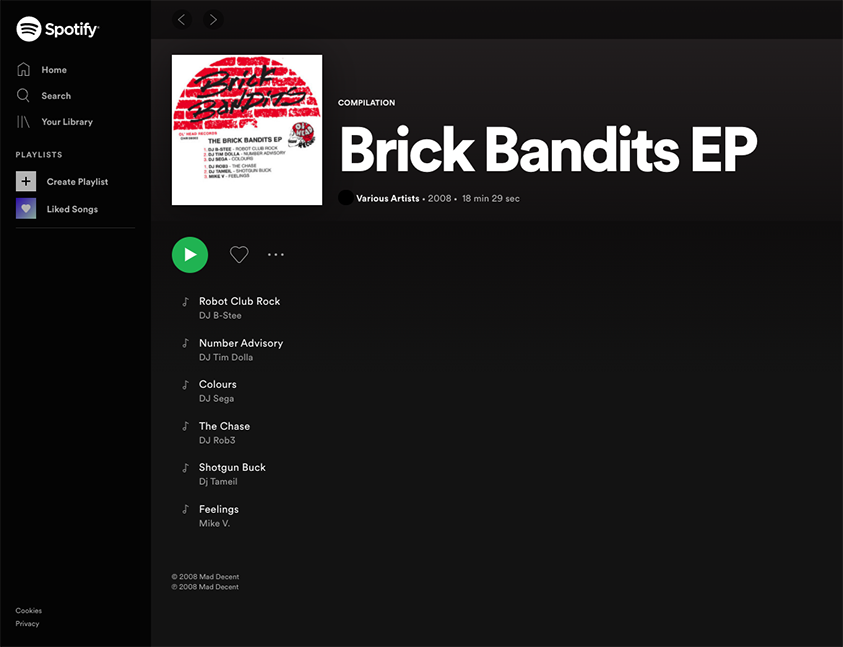 Spotify
Home
Search
Your Library
PLAYLISTS
Create Playlist
Liked Songs
Cookies
Privacy
Brick
Bandits
OL' HEAD RECORDS
THE BRICK BANDITS EP
1. DJ B-STEE - ROBOT CLUB ROCK
2. DJ TIM DOLLA - NUMBER ADVISORY
3. DJ SEGA - COLOURS
1. DJ ROB3 - THE CHASE
2. DJ TAMEIL - SHOTGUN BUCK
3. MIKE V - FEELINGS
COMPILATION
Brick Bandits EP
Various Artists • 2008 • 18 min 29 sec
Robot Club Rock
DJ B-Stee
Number Advisory
DJ Tim Dolla
Colours
DJ Sega
The Chase
DJ Rob3
Shotgun Buck
Dj Tameil
Feelings
Mike V.
© 2008 Mad Decent
℗ 2008 Mad Decent